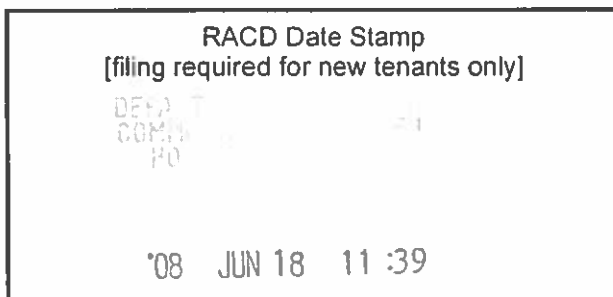 RACD Date Stamp
[filing required for new tenants only]
'08 JUN 18 11:39